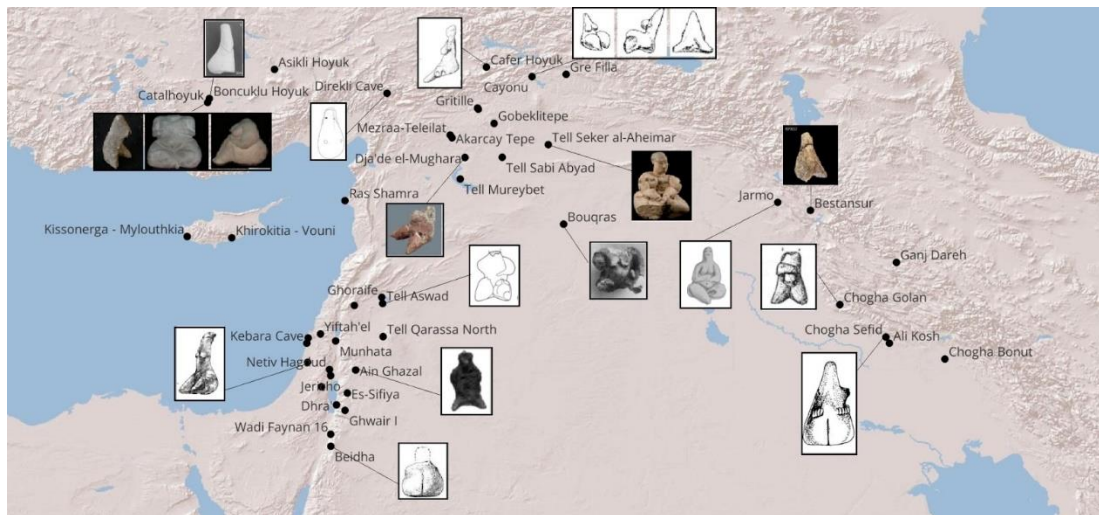 Asikli Hoyuk
Boncuklu Hoyuk
Catalhoyuk
Direkli Cave
Cafer Hoyuk
Gre Filla
Cayonu
Gritille
Gobeklitepe
Mezraa-Teleilat
Akarcay Tepe
Tell Seker al-Aheimar
Dja'de el-Mughara
Tell Sabi Abyad
Tell Mureybet
Ras Shamra
Jarmo
Bestansur
Bouqras
Kissonerga - Mylouthkia
Khirokitia - Vouni
Ganj Dareh
Ghoraife
Tell Aswad
Chogha Golan
Yiftah'el
Kebara Cave
Tell Qarassa North
Chogha Sefid
Ali Kosh
Munhata
Chogha Bonut
Netiv Hagdud
Ain Ghazal
Jericho
Es-Sifiya
Dhra
Ghwair I
Wadi Faynan 16
Beidha